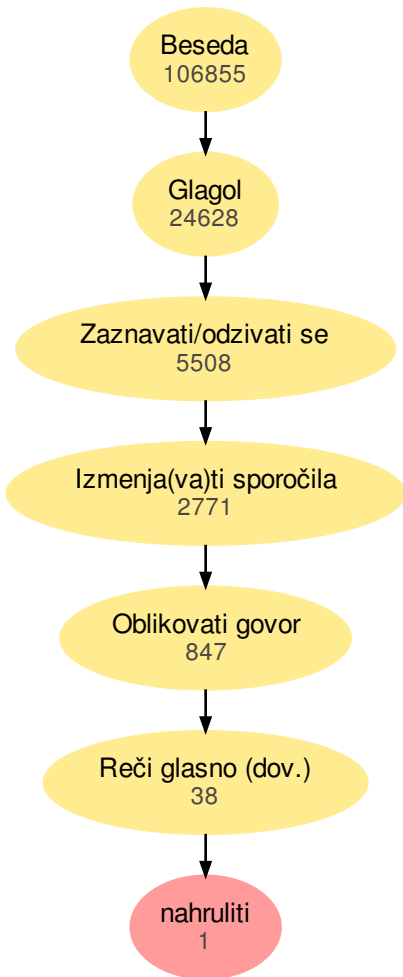 Beseda
106855
Glagol
24628
Zaznavati/odzivati se
5508
Izmenja(va)ti sporočila
2771
Oblikovati govor
847
Reči glasno (dov.)
38
nahruliti
1